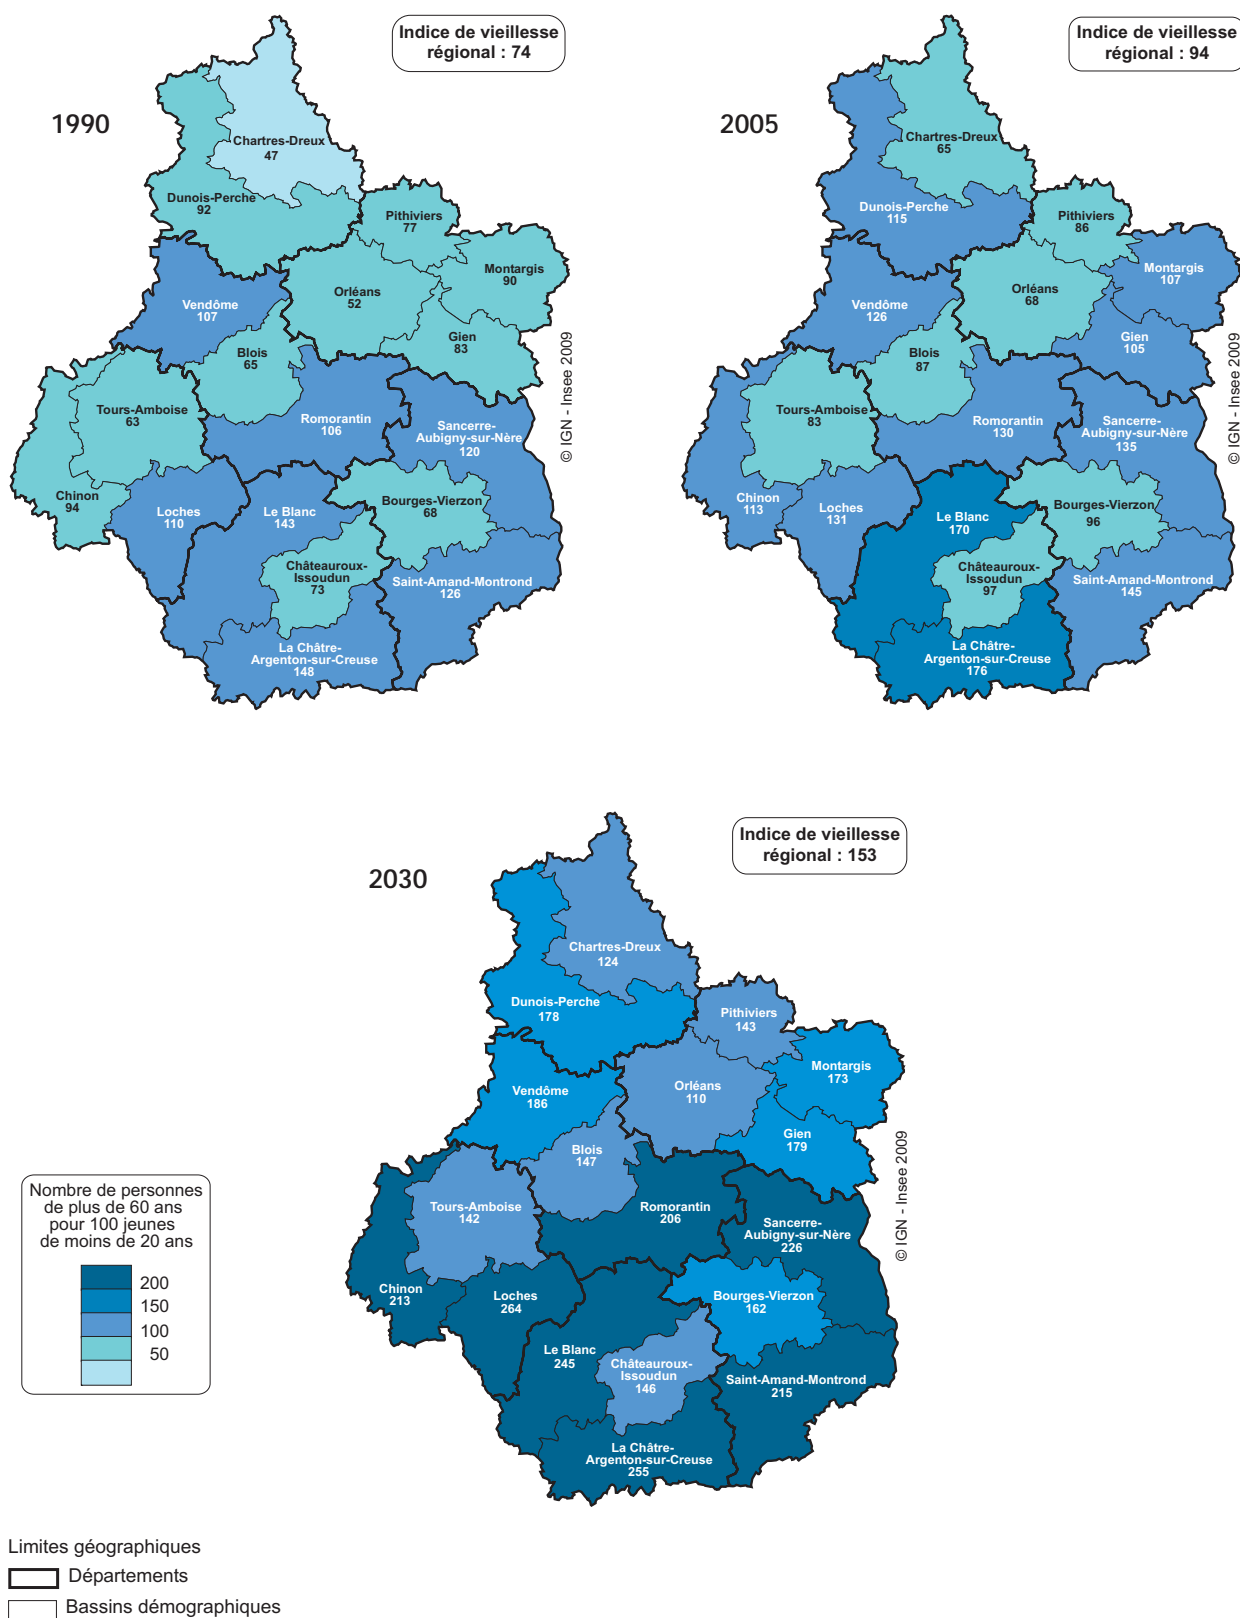 Indice de vieillesse
régional : 74
1990
Chartres-Dreux
47
Dunois-Perche
92
Pithiviers
77
Montargis
90
Orléans
52
Vendôme
107
Gien
83
Blois
65
Tours-Amboise
63
Romorantin
106
Sancerre-
Aubigny-sur-Nère
120
Chinon
94
Loches
110
Le Blanc
143
Bourges-Vierzon
68
Châteauroux-
Issoudun
73
Saint-Amand-Montrond
126
La Châtre-
Argenton-sur-Creuse
148
© IGN - Insee 2009
Indice de vieillesse
régional : 94
2005
Chartres-Dreux
65
Dunois-Perche
115
Pithiviers
86
Montargis
107
Orléans
68
Vendôme
126
Gien
105
Blois
87
Tours-Amboise
83
Romorantin
130
Sancerre-
Aubigny-sur-Nère
135
Chinon
113
Loches
131
Le Blanc
170
Bourges-Vierzon
96
Châteauroux-
Issoudun
97
Saint-Amand-Montrond
145
La Châtre-
Argenton-sur-Creuse
176
© IGN - Insee 2009
Indice de vieillesse
régional : 153
2030
Chartres-Dreux
124
Dunois-Perche
178
Pithiviers
143
Montargis
173
Orléans
110
Vendôme
186
Gien
179
Blois
147
Tours-Amboise
142
Romorantin
206
Sancerre-
Aubigny-sur-Nère
226
Chinon
213
Loches
264
Bourges-Vierzon
162
Le Blanc
245
Châteauroux-
Issoudun
146
Saint-Amand-Montrond
215
La Châtre-
Argenton-sur-Creuse
255
© IGN - Insee 2009
Nombre de personnes
de plus de 60 ans
pour 100 jeunes
de moins de 20 ans
200
150
100
50
Limites géographiques
Départements
Bassins démographiques